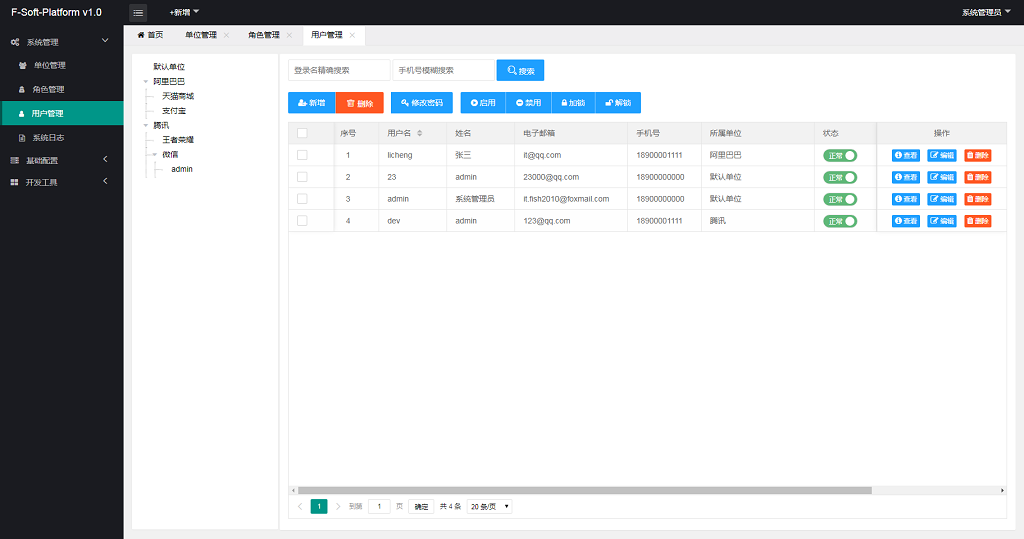 F-Soft-Platform v1.0
+新增
系统管理员
系统管理
单位管理
角色管理
用户管理
系统日志
基础配置
开发工具
首页 单位管理 角色管理 用户管理
默认单位
阿里巴巴
天猫商城
支付宝
腾讯
王者荣耀
微信
admin
登录名精确搜索 手机号模糊搜索 搜索
新增 删除 修改密码 启用 禁用 加锁 解锁
序号 用户名 姓名 电子邮箱 手机号 所属单位 状态 操作
1 licheng 张三 it@qq.com 18900001111 阿里巴巴 正常 查看 编辑 删除
2 23 admin 23000@qq.com 18900000000 默认单位 正常 查看 编辑 删除
3 admin 系统管理员 it.fish2010@foxmail.com 18900000000 默认单位 正常 查看 编辑 删除
4 dev admin 123@qq.com 18900001111 腾讯 正常 查看 编辑 删除
1 到第 1 页 确定 共 4 条 20 条/页